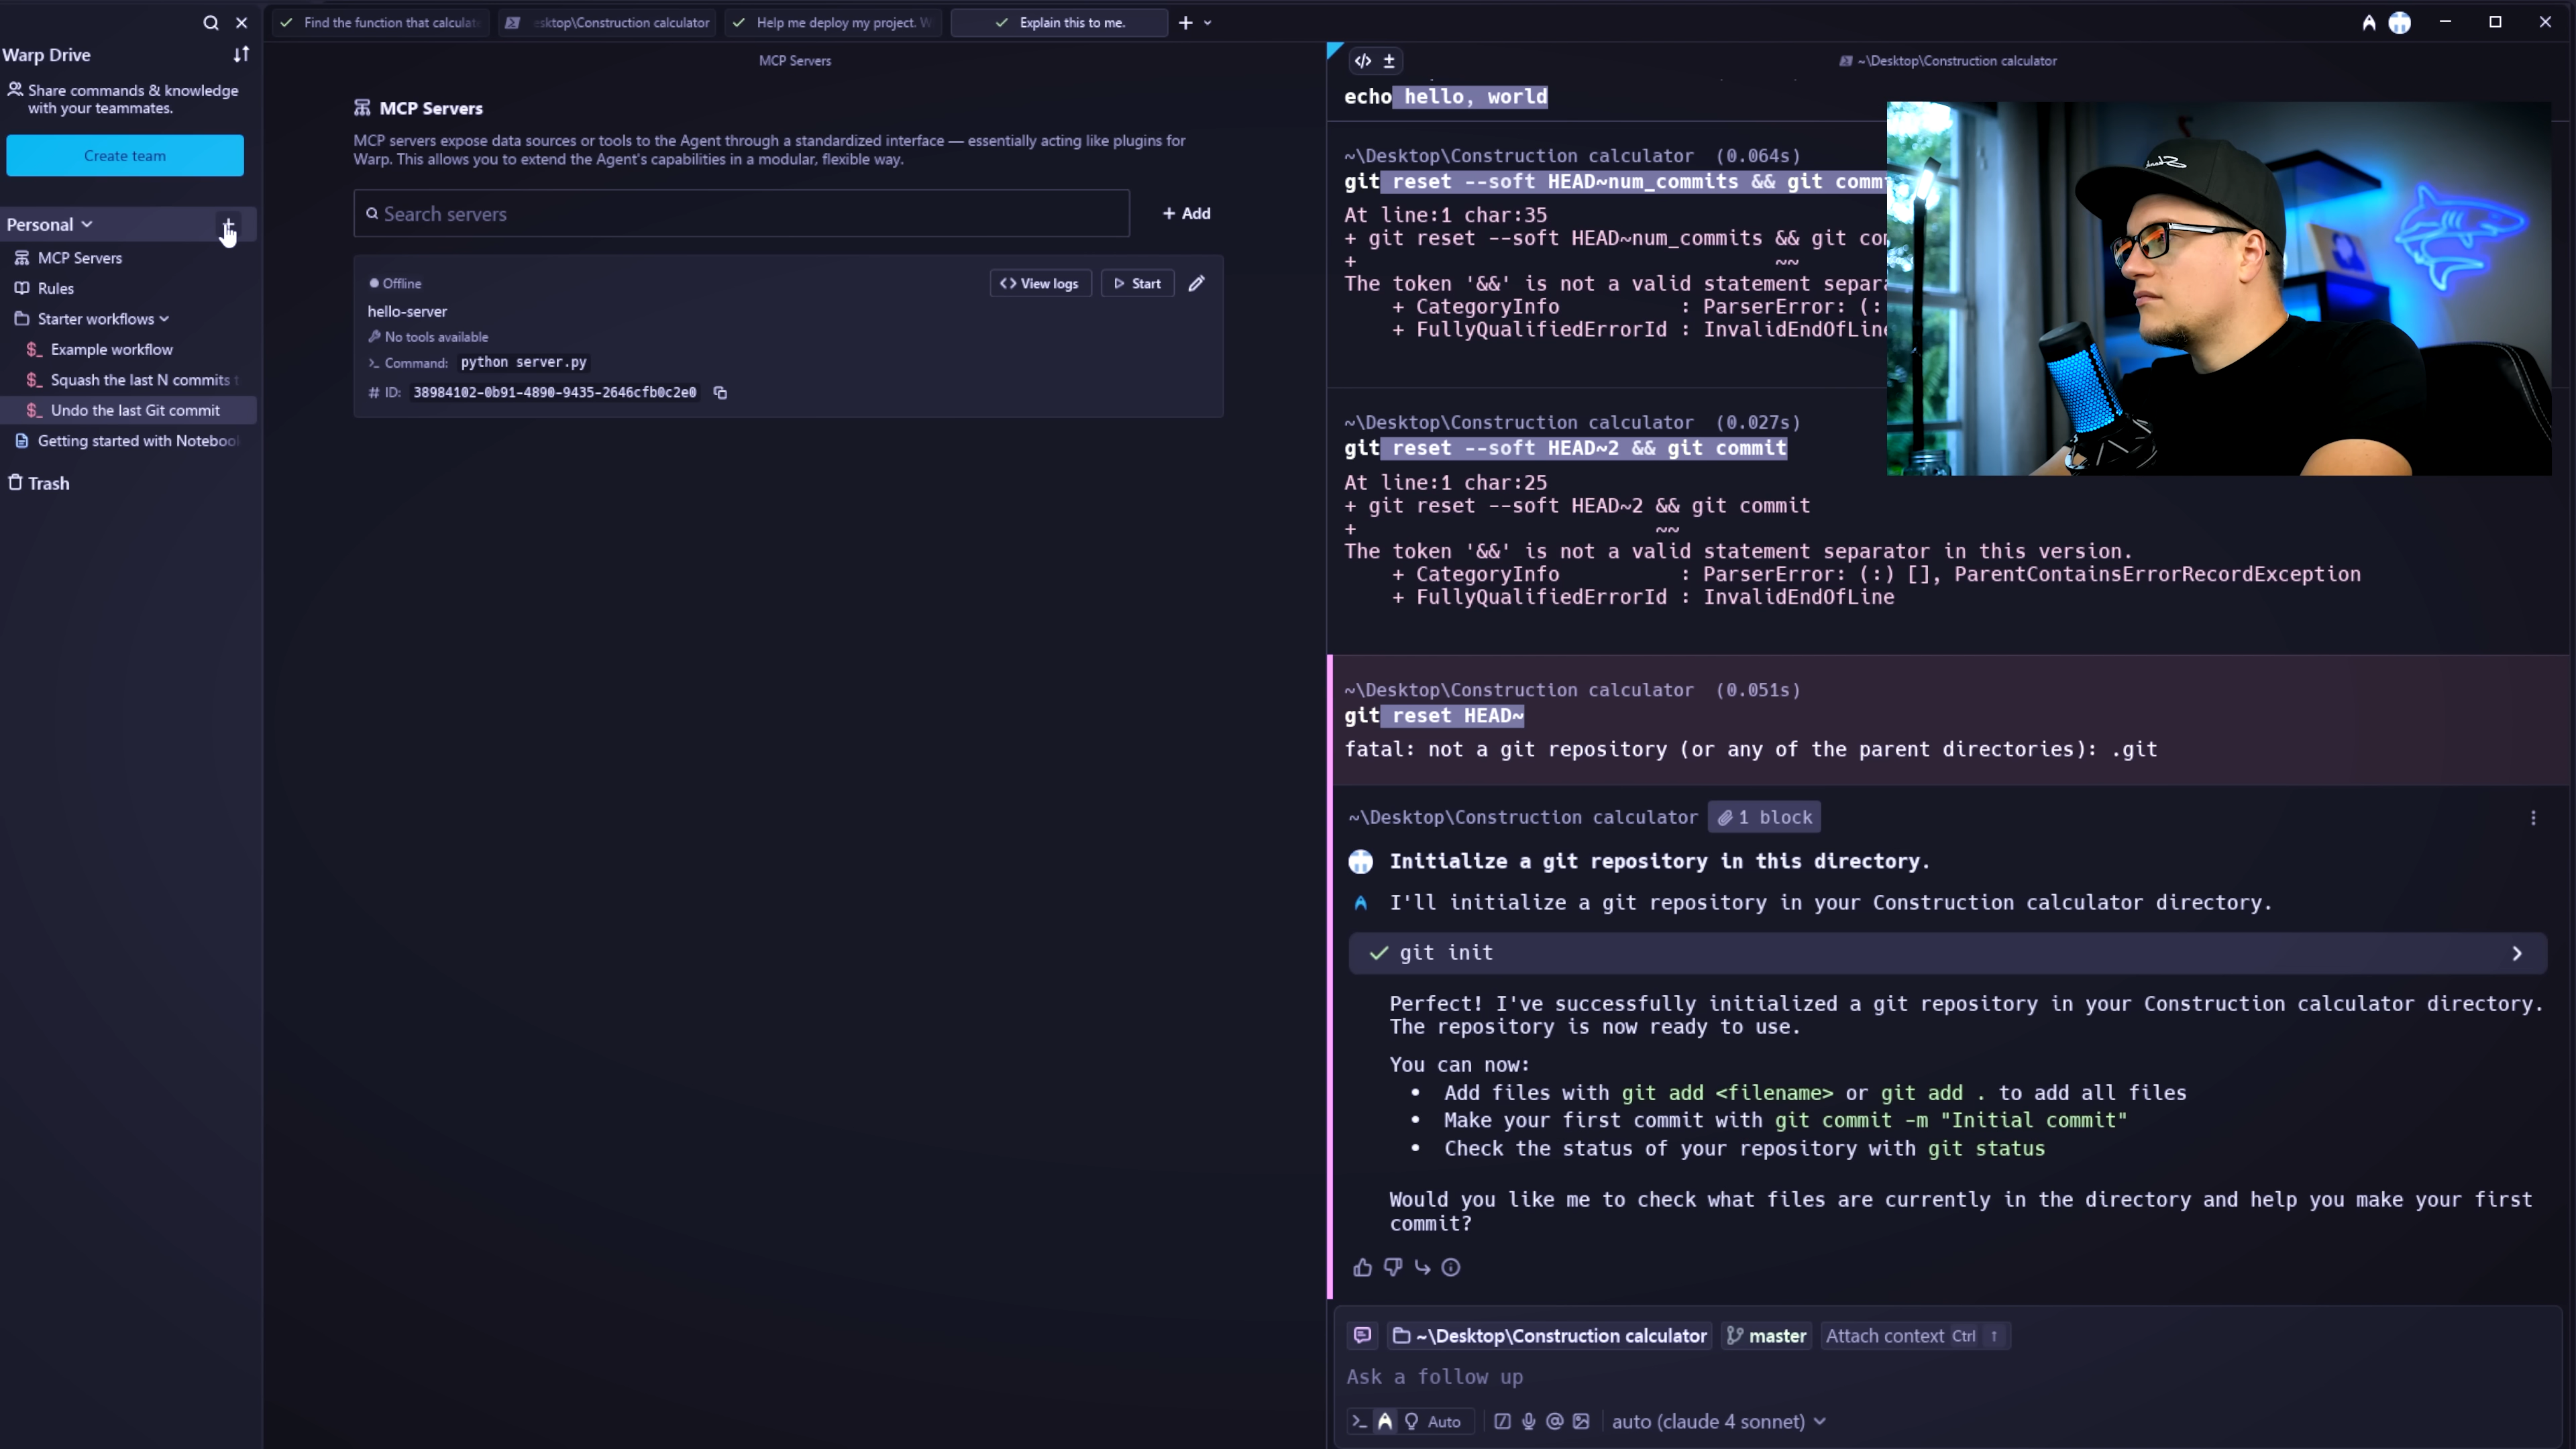 Warp Drive
Share commands & knowledge
with your teammates.
Create team
Personal
MCP Servers
Rules
Starter workflows
Example workflow
Squash the last N commits
Undo the last Git commit
Getting started with
Trash
Find the function that
\Construction calculator
Help me deploy my project.
Explain this to me.
MCP Servers
MCP Servers
MCP servers expose data sources or tools to the Agent through a standardized interface — essentially acting like plugins for
Warp. This allows you to extend the Agent's capabilities in a modular, flexible way.
Search servers
+ Add
Offline
View logs
Start
hello-server
No tools available
>_ Command: python server.py
# ID: 38984102-0b91-4890-9435-2646cfb0c2e0
~\Desktop\Construction calculator
echo hello, world
~\Desktop\Construction calculator (0.064s)
git reset --soft HEAD~num_commits && git
At line:1 char:35
+ git reset --soft HEAD~num_commits && git
+ ~~
The token '&&' is not a valid statement
+ CategoryInfo : ParserError: (:
+ FullyQualifiedErrorId :
~\Desktop\Construction calculator (0.027s)
git reset --soft HEAD~2 && git commit
At line:1 char:25
+ git reset --soft HEAD~2 && git commit
+ ~~
The token '&&' is not a valid statement separator in this version.
+ CategoryInfo : ParserError: (:) [], ParentContainsErrorRecordException
+ FullyQualifiedErrorId : InvalidEndOfLine
~\Desktop\Construction calculator (0.051s)
git reset HEAD~
fatal: not a git repository (or any of the parent directories): .git
~\Desktop\Construction calculator 1 block
Initialize a git repository in this directory.
I'll initialize a git repository in your Construction calculator directory.
git init
Perfect! I've successfully initialized a git repository in your Construction calculator directory.
The repository is now ready to use.
You can now:
• Add files with git add <filename> or git add . to add all files
• Make your first commit with git commit -m "Initial commit"
• Check the status of your repository with git status
Would you like me to check what files are currently in the directory and help you make your first
commit?
~\Desktop\Construction calculator master Attach context Ctrl ↑
Ask a follow up
Auto auto (claude 4 sonnet)